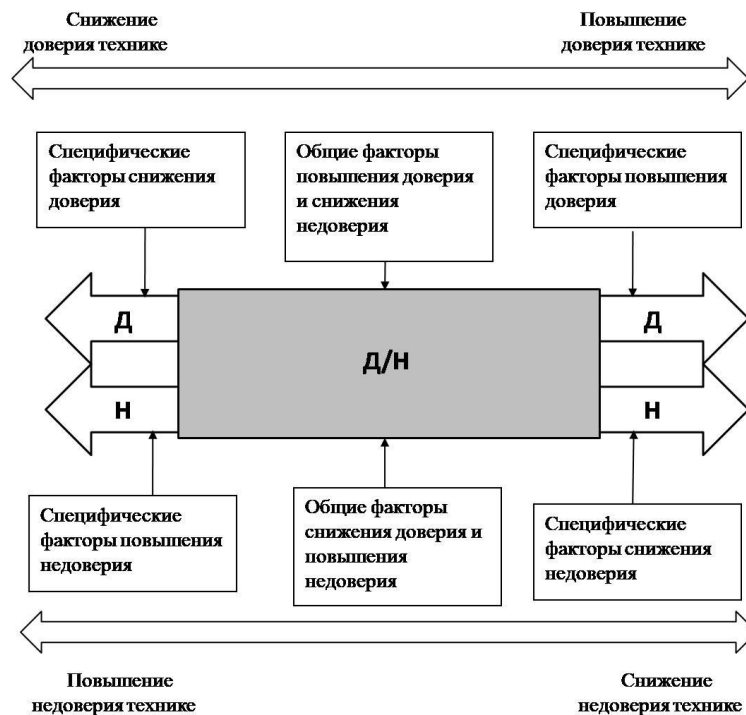 Снижение
доверия технике
Повышение
доверия технике
Специфические
факторы снижения
доверия
Общие факторы
повышения доверия
и снижения
недоверия
Специфические
факторы повышения
доверия
Д
Д
Д/Н
Н
Н
Специфические
факторы повышения
недоверия
Общие факторы
снижения доверия и
повышения
недоверия
Специфические
факторы снижения
недоверия
Повышение
недоверия технике
Снижение
недоверия технике